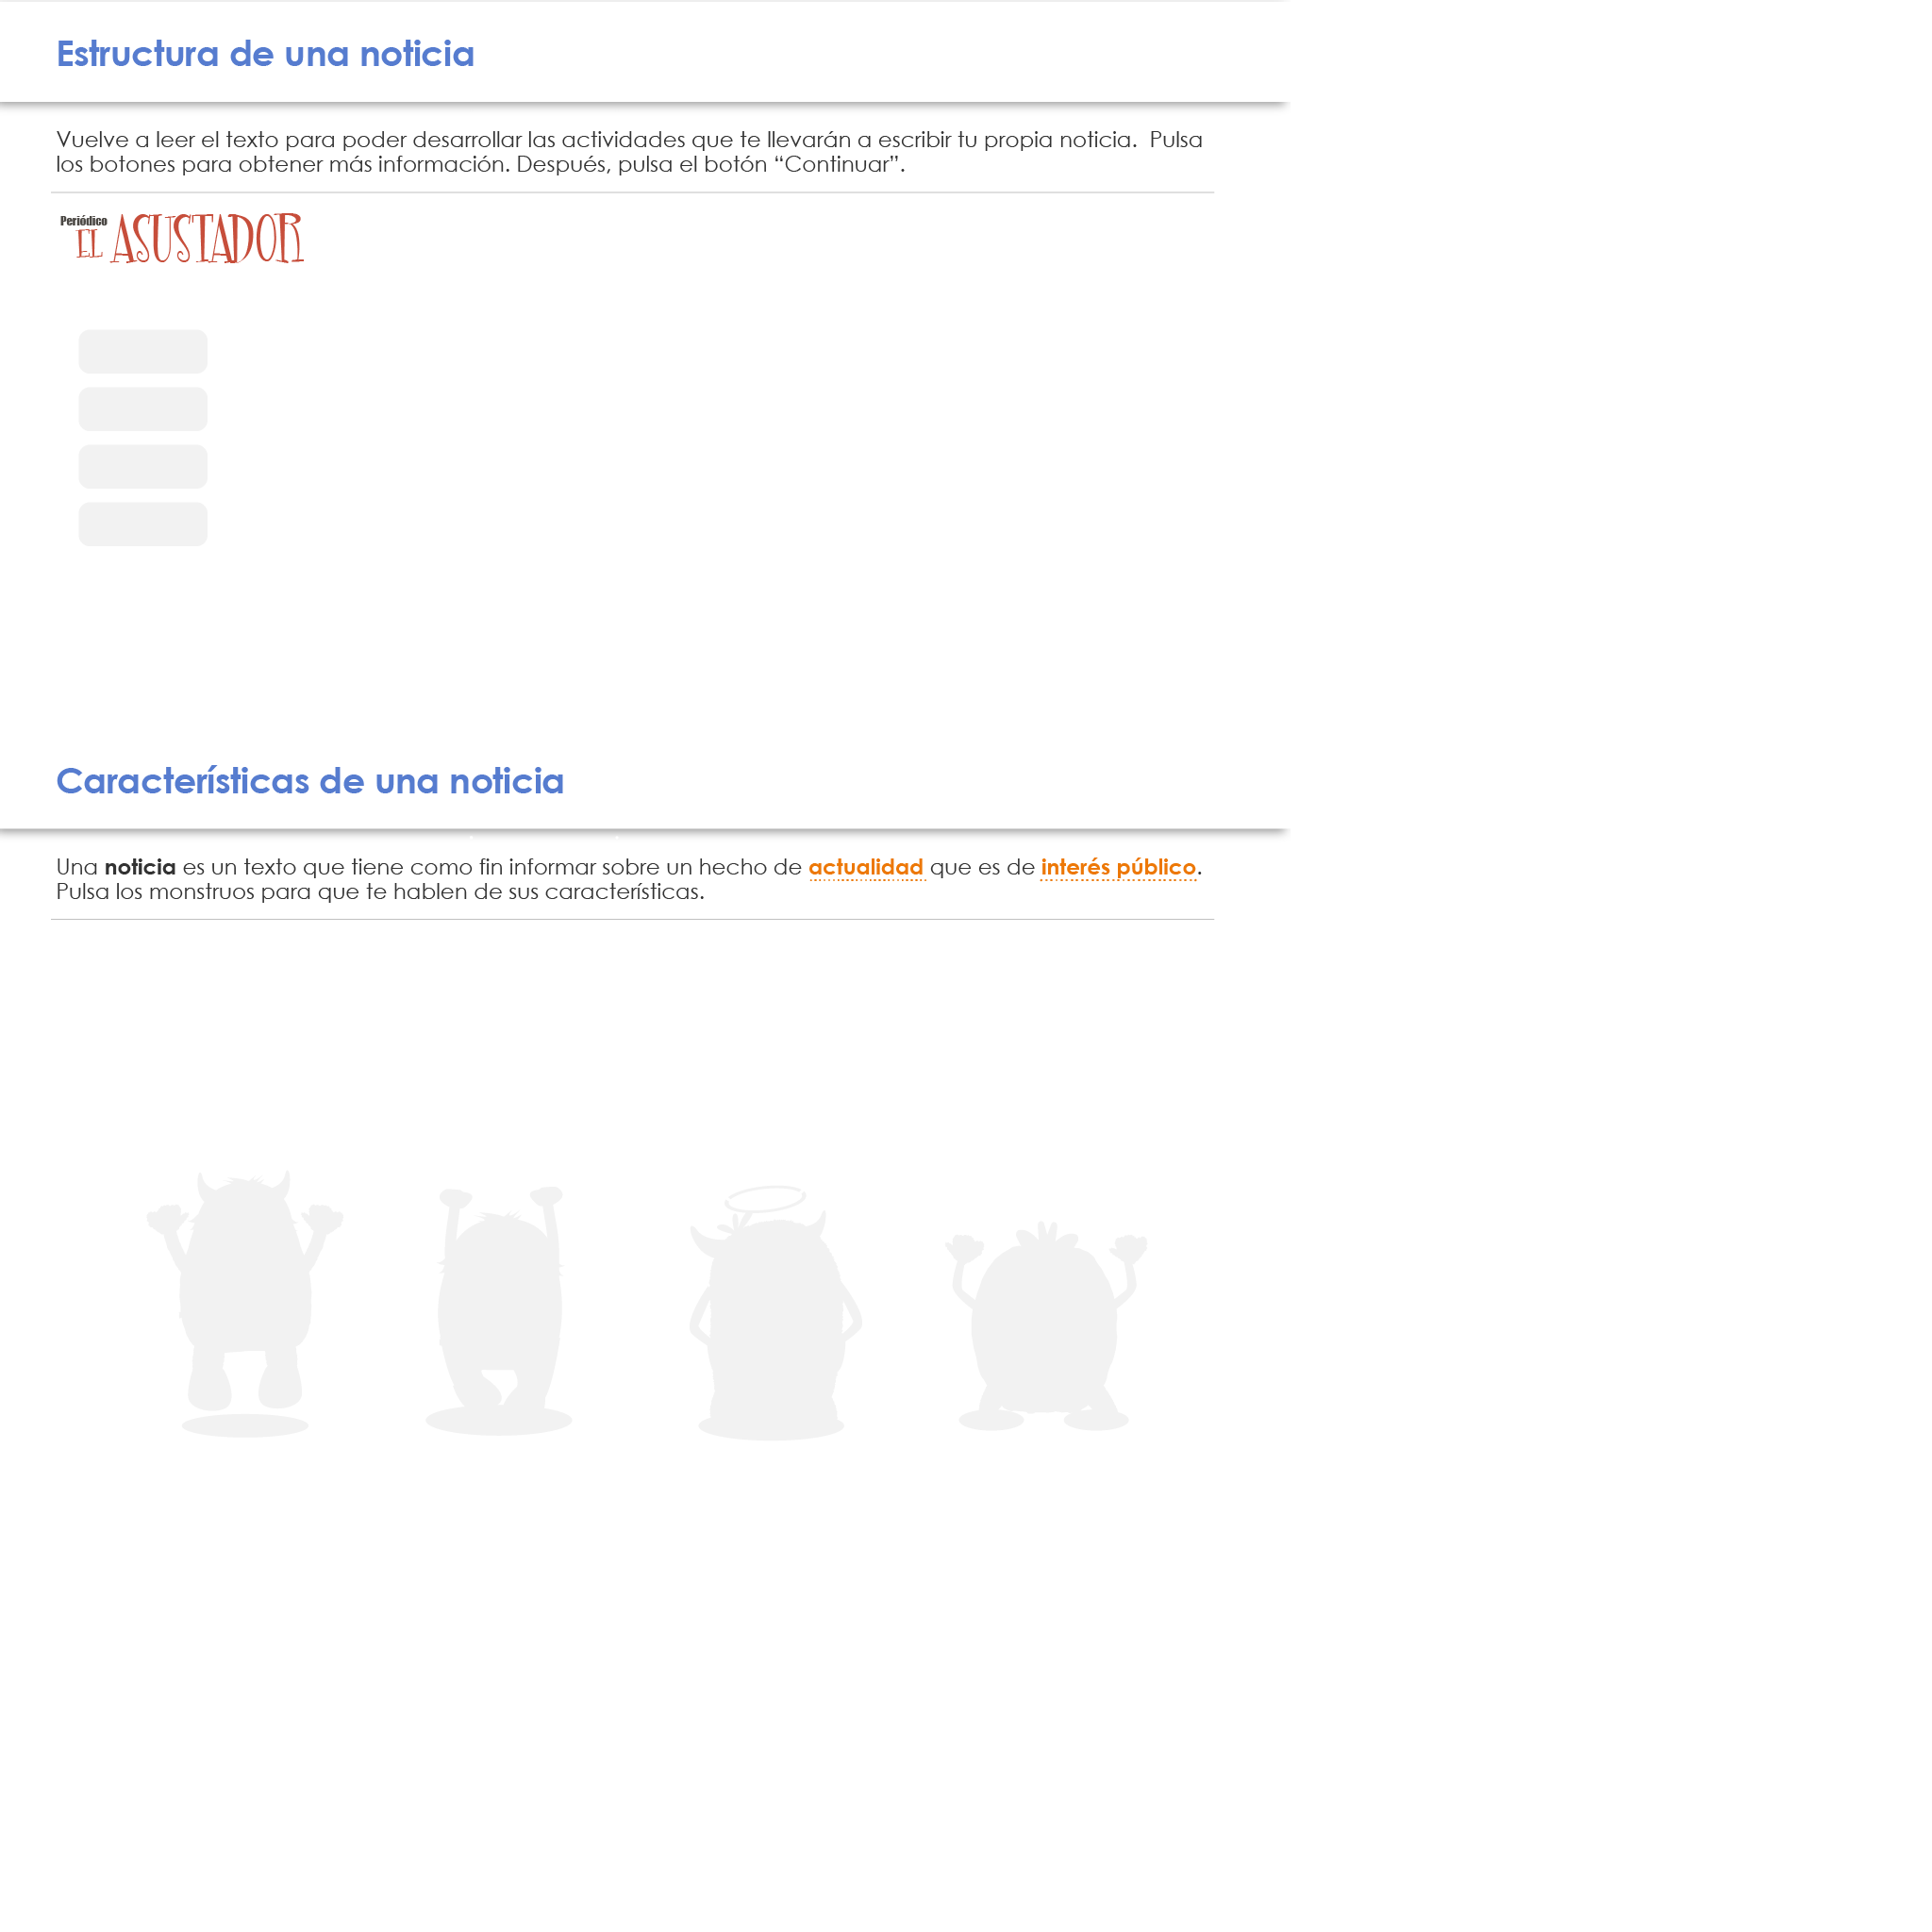 Estructura de una noticia
Vuelve a leer el texto para poder desarrollar las actividades que te llevarán a escribir tu propia noticia.  Pulsa
los botones para obtener más información. Después, pulsa el botón “Continuar”.
Periódico
EL ASUSTADOR
Características de una noticia
Una noticia es un texto que tiene como fin informar sobre un hecho de actualidad que es de interés público.
Pulsa los monstruos para que te hablen de sus características.